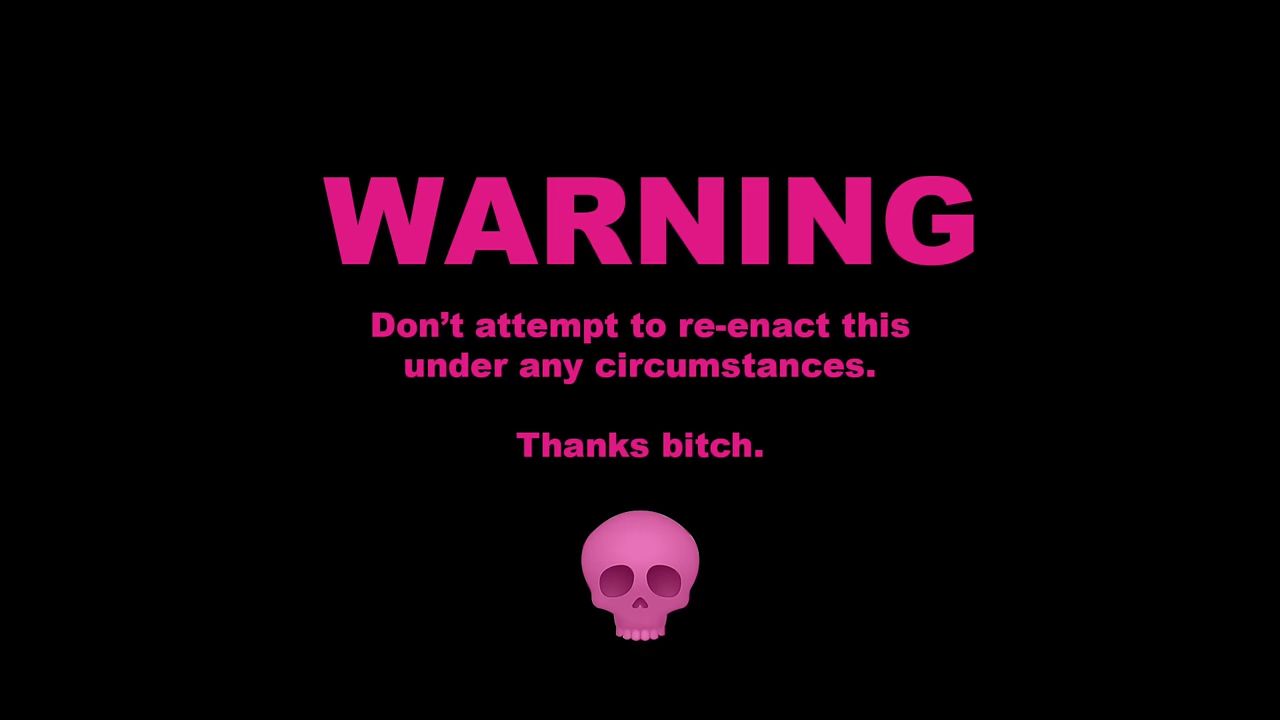 WARNING
Don’t attempt to re-enact this
under any circumstances.
Thanks bitch.